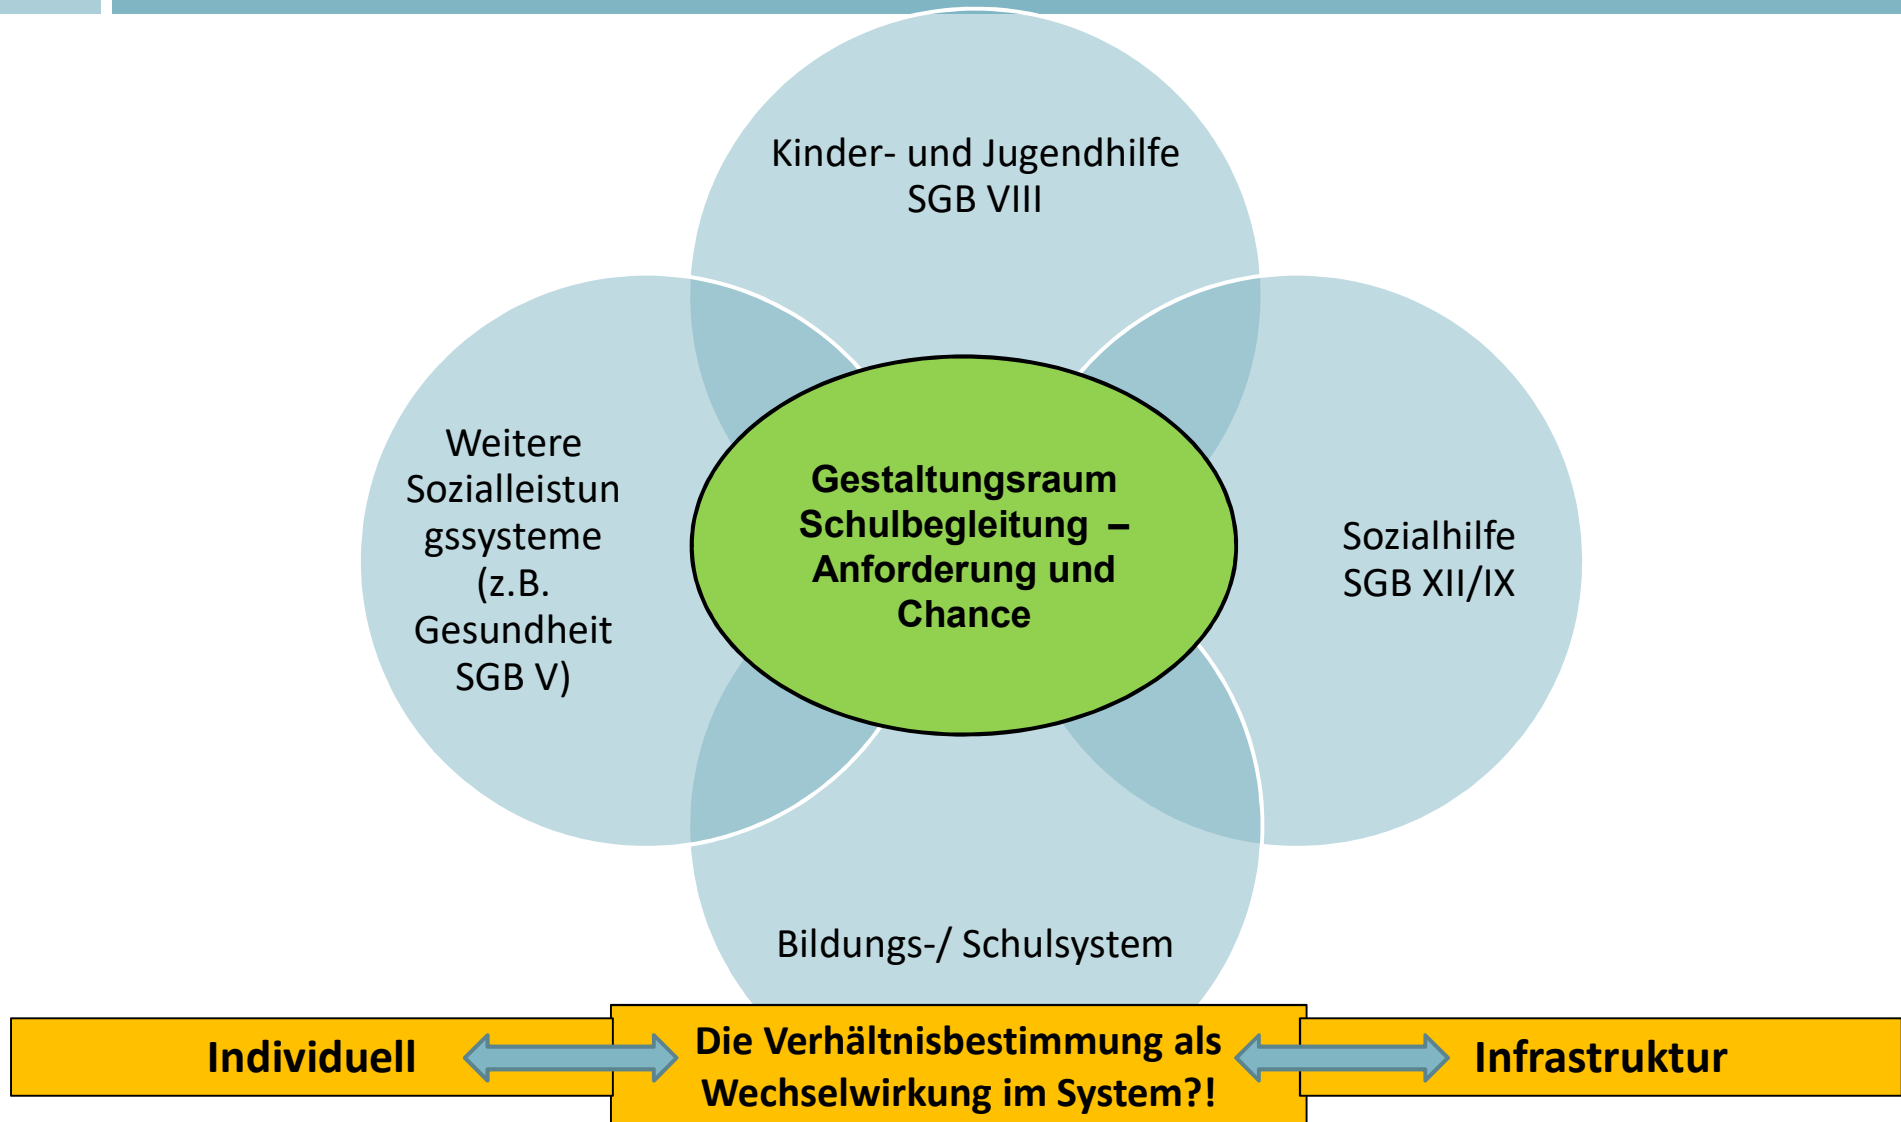 Kinder- und Jugendhilfe
SGB VIII
Weitere
Sozialleistun
gssysteme
(z.B.
Gesundheit
SGB V)
Gestaltungsraum
Schulbegleitung –
Anforderung und
Chance
Sozialhilfe
SGB XII/IX
Bildungs-/ Schulsystem
Individuell
Die Verhältnisbestimmung als
Wechselwirkung im System?!
Infrastruktur